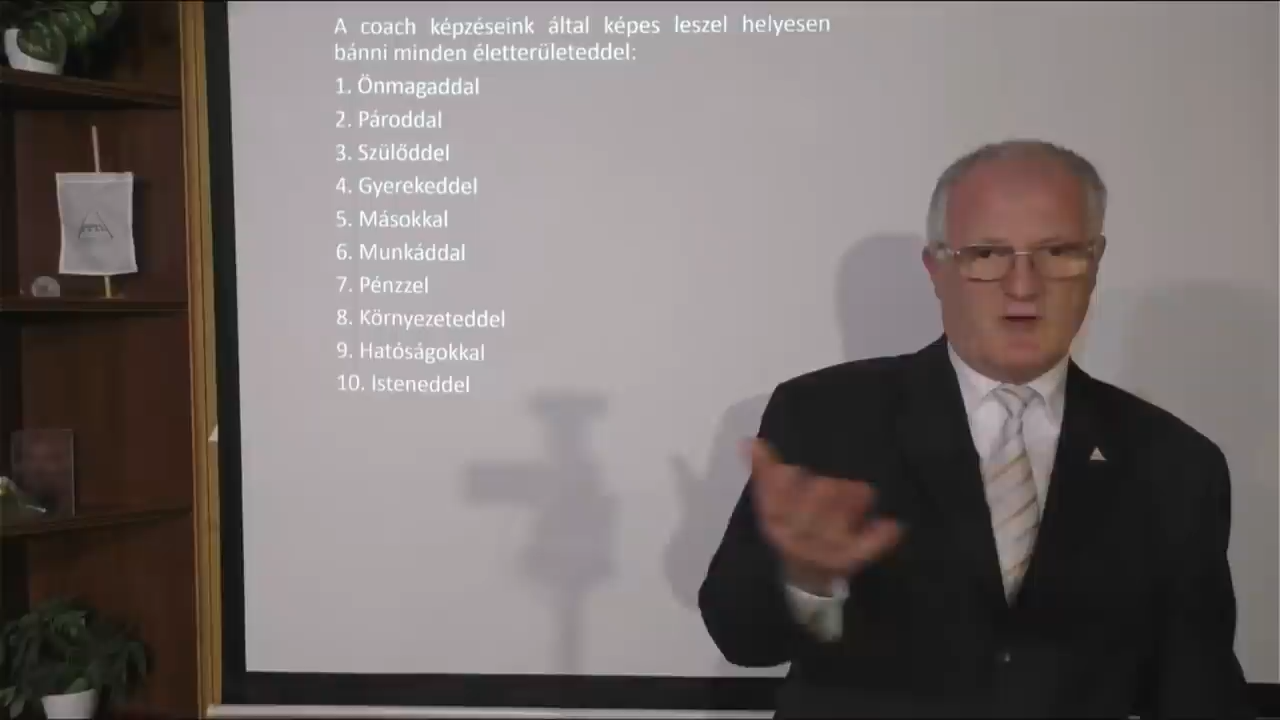 A coach képzéseink által képes leszel helyesen
bánni minden életterületeddel:
1. Önmagaddal
2. Pároddal
3. Szülőddel
4. Gyerekeddel
5. Másokkal
6. Munkáddal
7. Pénzzel
8. Környezeteddel
9. Hatóságokkal
10. Isteneddel